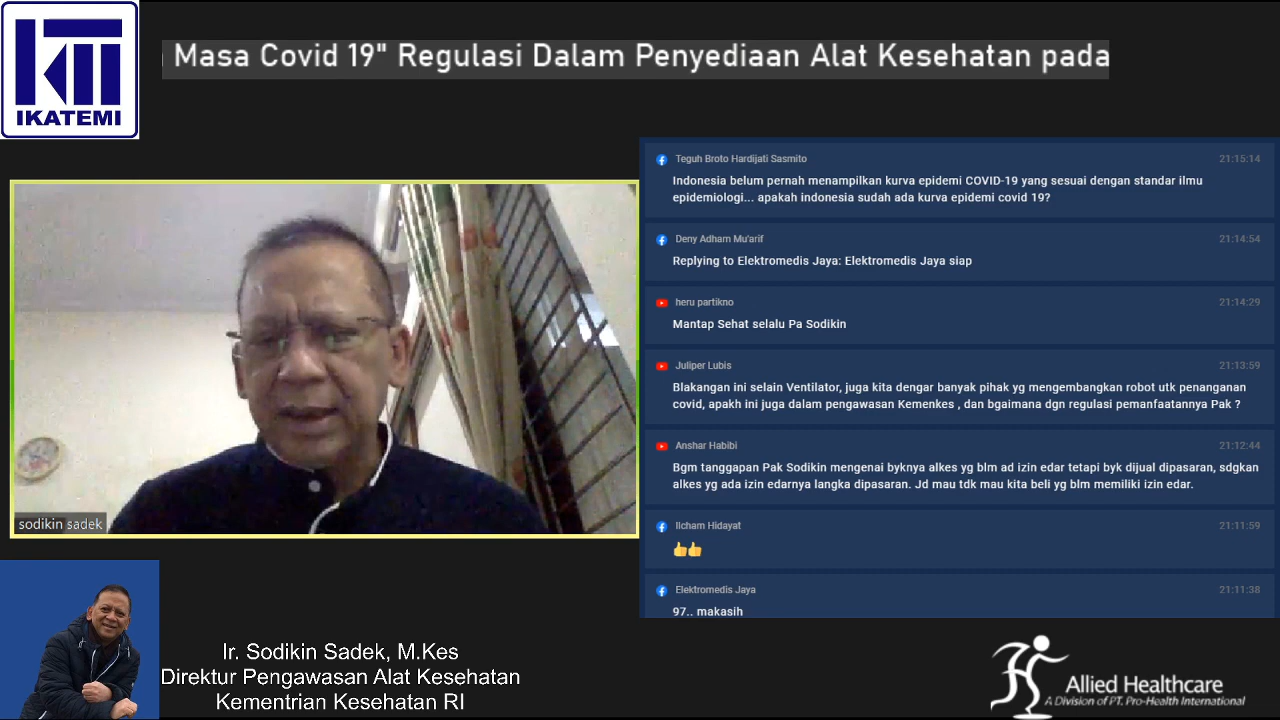 IKATEMI
Masa Covid 19" Regulasi Dalam Penyediaan Alat Kesehatan pada
sodikin sadek
Teguh Broto Hardijati Sasmito 21:15:14
Indonesia belum pernah menampilkan kurva epidemi COVID-19 yang sesuai dengan standar ilmu
epidemiologi... apakah indonesia sudah ada kurva epidemi covid 19?
Deny Adham Mu'arif 21:14:54
Replying to Elektromedis Jaya: Elektromedis Jaya siap
heru partikno 21:14:29
Mantap Sehat selalu Pa Sodikin
Juliper Lubis 21:13:59
Blakangan ini selain Ventilator, juga kita dengar banyak pihak yg mengembangkan robot utk penanganan
covid, apakh ini juga dalam pengawasan Kemenkes , dan bgaimana dgn regulasi pemanfaatannya Pak ?
Anshar Habibi 21:12:44
Bgm tanggapan Pak Sodikin mengenai byknya alkes yg blm ad izin edar tetapi byk dijual dipasaran, sdgkan
alkes yg ada izin edarnya langka dipasaran. Jd mau tdk mau kita beli yg blm memiliki izin edar.
Ilcham Hidayat 21:11:59
👍👍
Elektromedis Jaya 21:11:38
97.. makasih
Ir. Sodikin Sadek, M.Kes
Direktur Pengawasan Alat Kesehatan
Kementrian Kesehatan RI
Allied Healthcare
A Division of PT. Pro-Health International